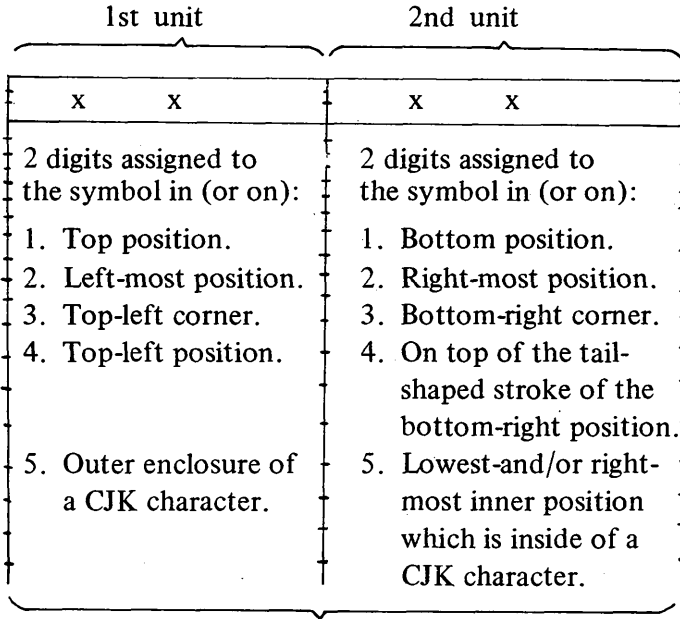 1st unit 2nd unit
x x x x
2 digits assigned to
the symbol in (or on):
1. Top position.
2. Left-most position.
3. Top-left corner.
4. Top-left position.
5. Outer enclosure of
a CJK character.
2 digits assigned to
the symbol in (or on):
1. Bottom position.
2. Right-most position.
3. Bottom-right corner.
4. On top of the tail-
shaped stroke of the
bottom-right position.
5. Lowest-and/or right-
most inner position
which is inside of a
CJK character.